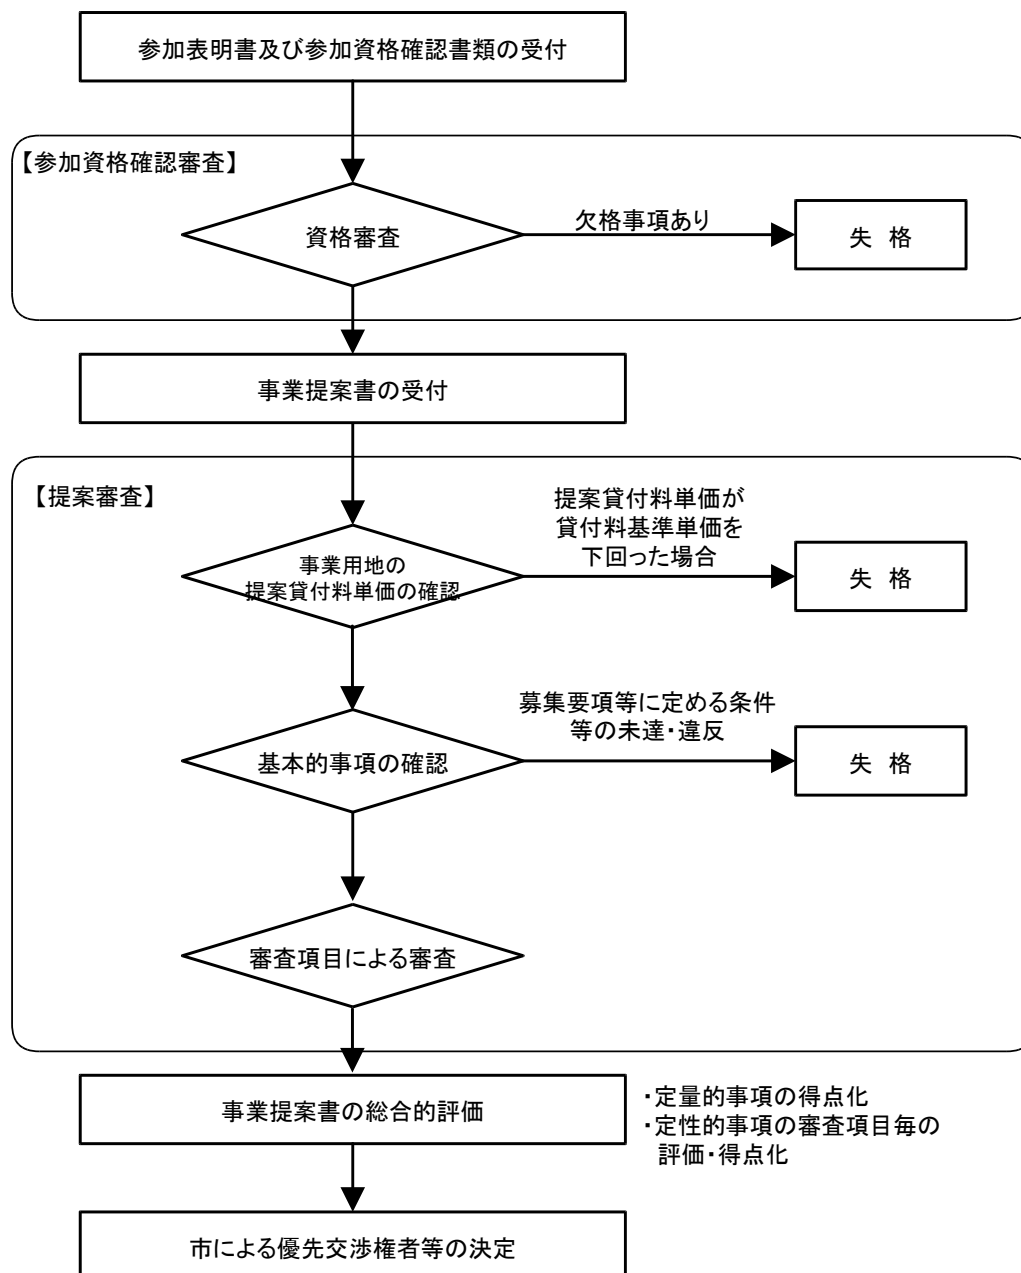 参加表明書及び参加資格確認書類の受付
【参加資格確認審査】
資格審査
欠格事項あり
失 格
事業提案書の受付
【提案審査】
事業用地の
提案貸付料単価の確認
提案貸付料単価が
貸付料基準単価を
下回った場合
失 格
基本的事項の確認
募集要項等に定める条件
等の未達・違反
失 格
審査項目による審査
事業提案書の総合的評価
・定量的事項の得点化
・定性的事項の審査項目毎の
評価・得点化
市による優先交渉権者等の決定